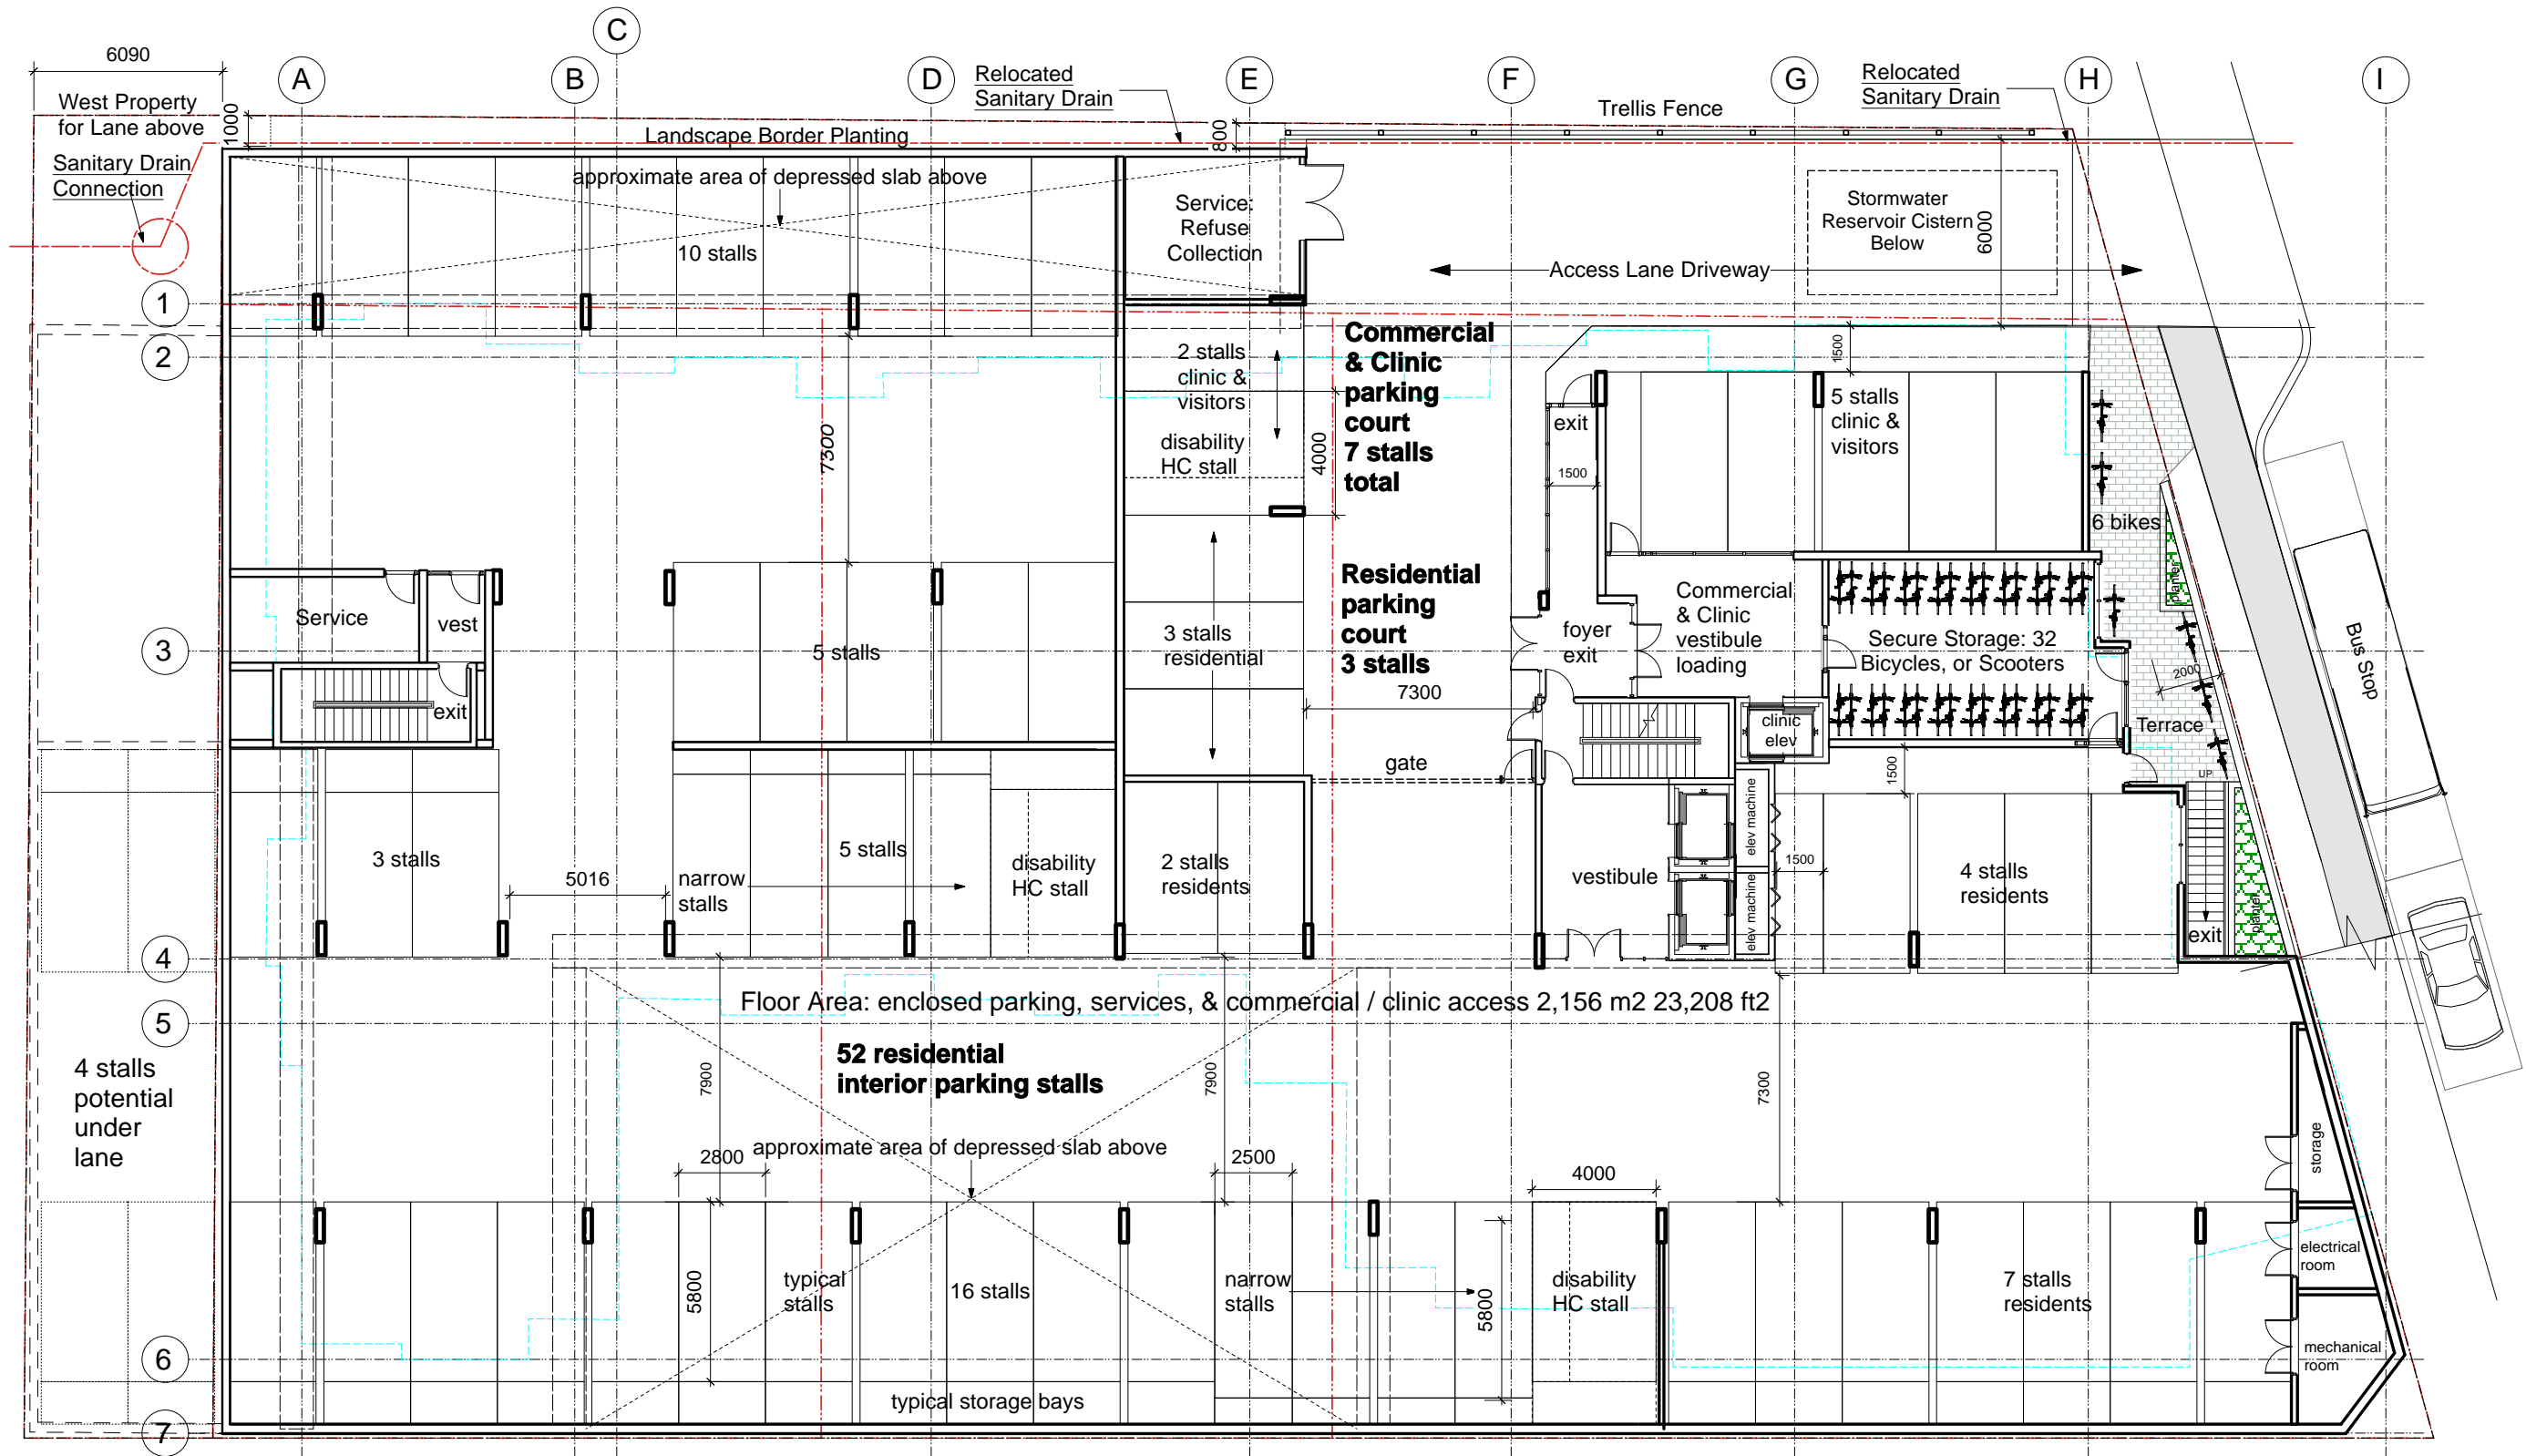 C
6090
A
B
D
E
F
G
H
I
Relocated
Sanitary Drain
Relocated
Sanitary Drain
West Property
for Lane above
1000
Landscape Border Planting
800
Trellis Fence
Sanitary Drain
Connection
approximate area of depressed slab above
10 stalls
Service:
Refuse
Collection
Stormwater
Reservoir Cistern
Below
6000
Access Lane Driveway
1
2
2 stalls
clinic &
visitors
disability
HC stall
Commercial
& Clinic
parking
court
7 stalls
total
4000
7300
1500
exit
1500
5 stalls
clinic &
visitors
6 bikes
planter
Service
vest
3
5 stalls
exit
3 stalls
residential
Residential
parking
court
3 stalls
7300
foyer
exit
Commercial
& Clinic
vestibule
loading
Secure Storage: 32
Bicycles, or Scooters
2000
Bus Stop
Terrace
clinic
elev
gate
UP
1500
3 stalls
5016
narrow
stalls
5 stalls
disability
HC stall
2 stalls
residents
vestibule
elev machine
elev machine
1500
4 stalls
residents
planter
exit
4
Floor Area: enclosed parking, services, & commercial / clinic access 2,156 m2 23,208 ft2
5
52 residential
interior parking stalls
4 stalls
potential
under
lane
7900
7900
7300
approximate area of depressed slab above
2800
2500
4000
storage
5800
typical
stalls
16 stalls
narrow
stalls
5800
disability
HC stall
7 stalls
residents
electrical
room
6
mechanical
room
typical storage bays
7